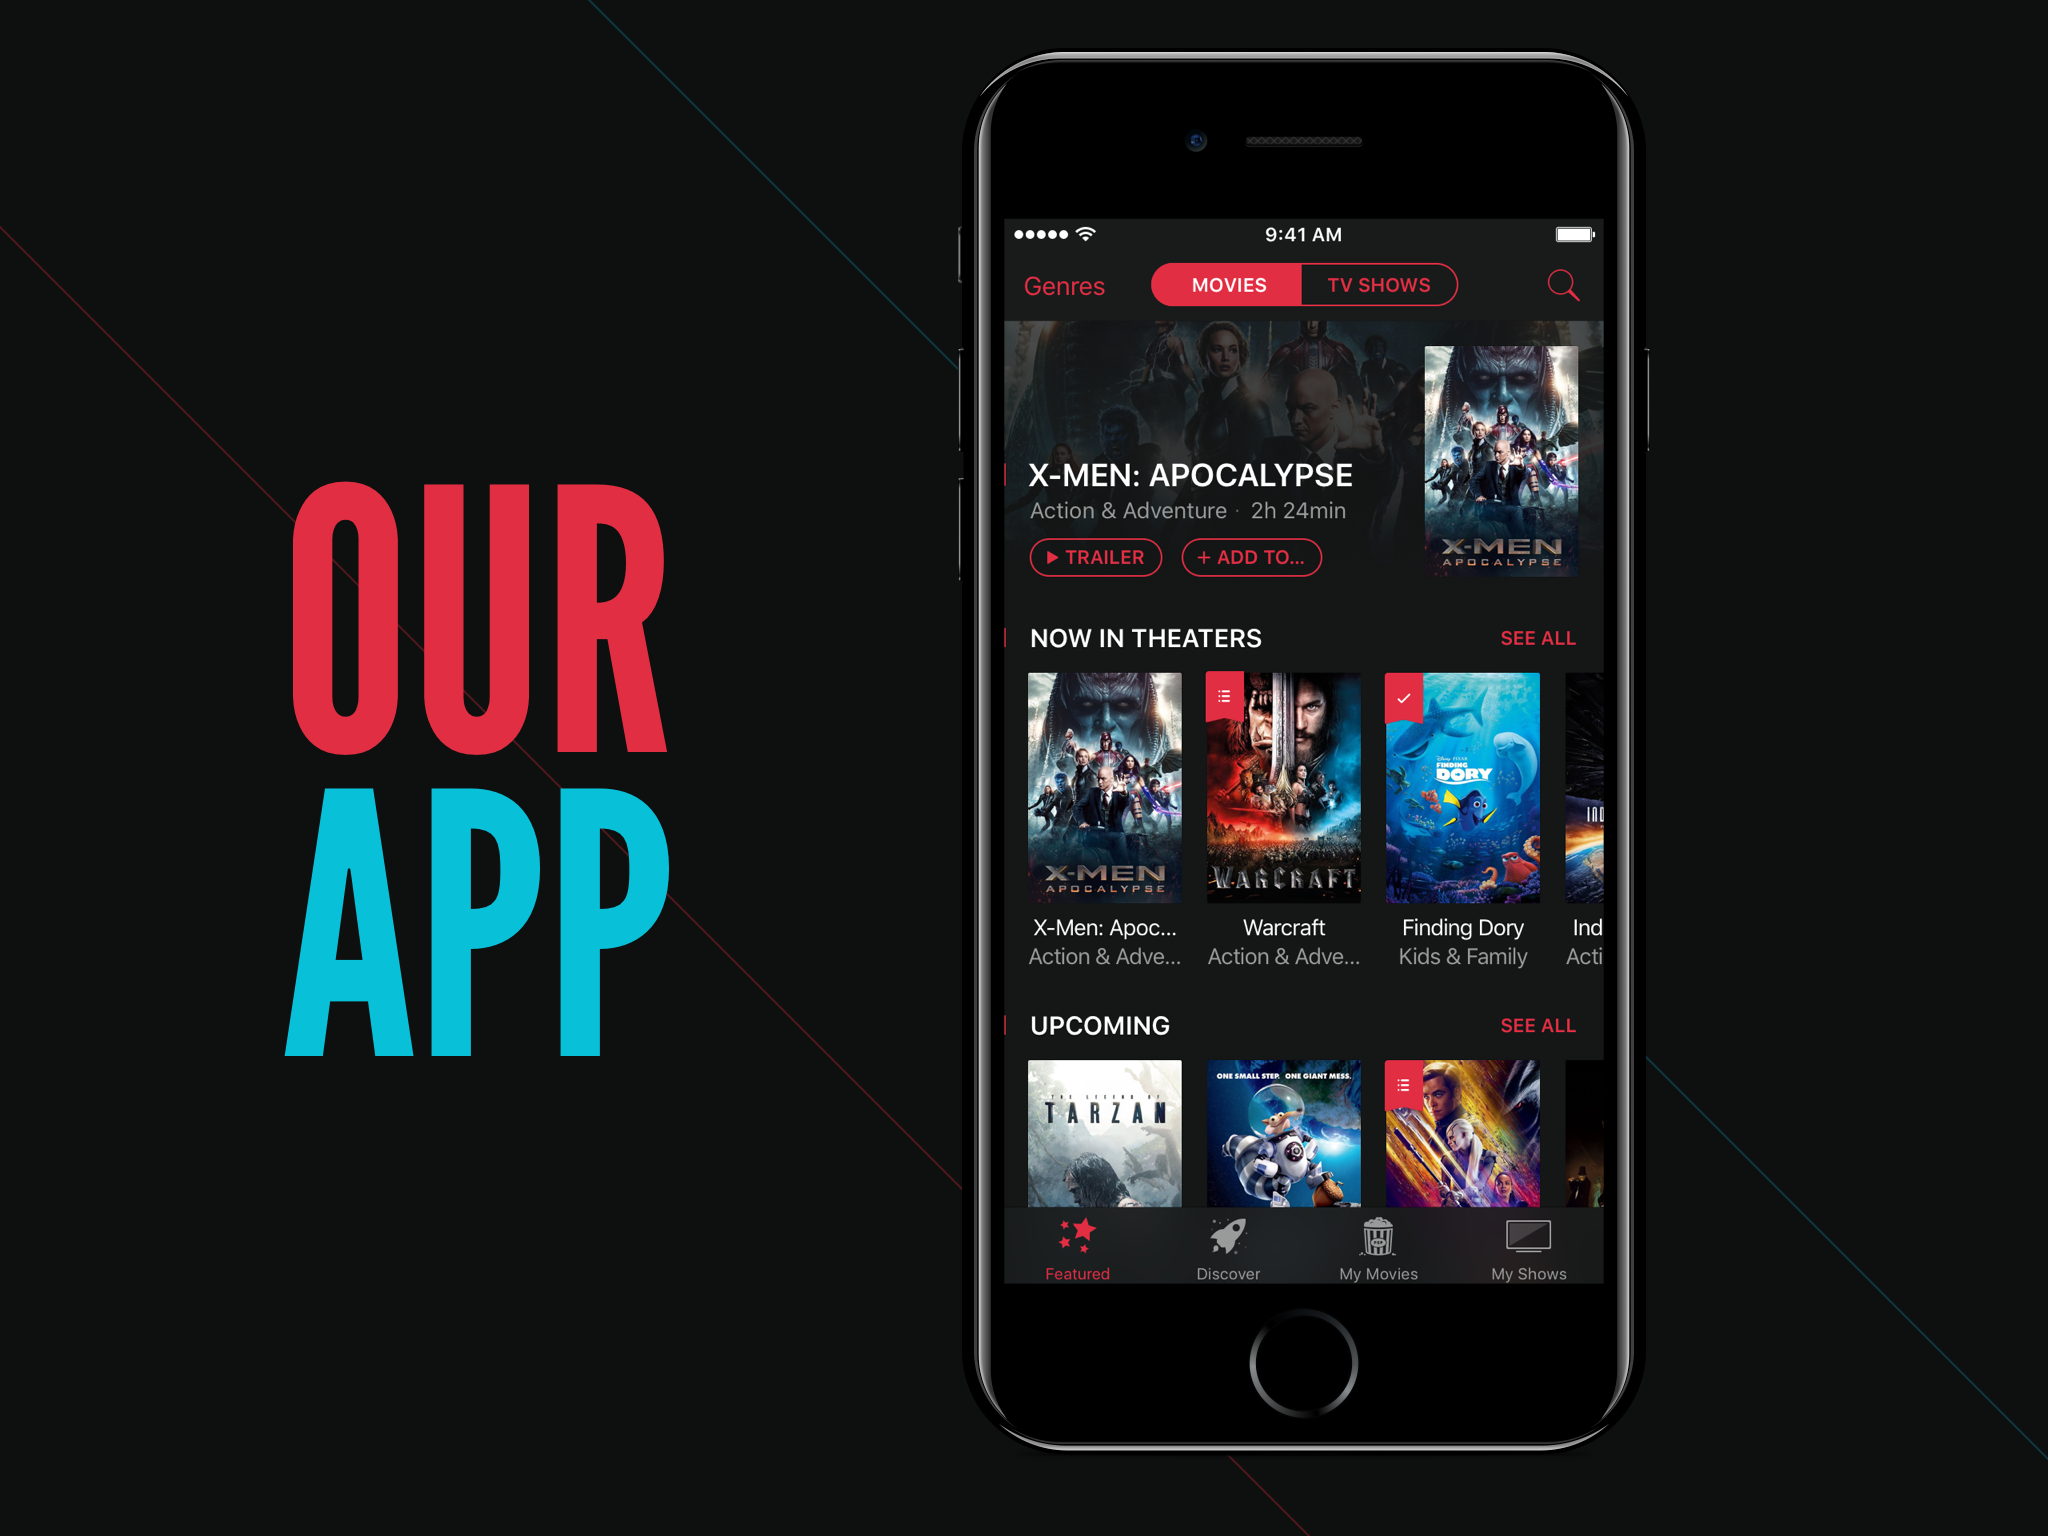 OUR
APP
9:41 AM
Genres
MOVIES
TV SHOWS
X-MEN: APOCALYPSE
Action & Adventure · 2h 24min
TRAILER
+ ADD TO...
X-MEN
APOCALYPSE
NOW IN THEATERS
SEE ALL
X-MEN
APOCALYPSE
WARCRAFT
Disney PIXAR
FINDING
DORY
IND
X-Men: Apoc...
Warcraft
Finding Dory
Ind
Action & Adve...
Action & Adve...
Kids & Family
Acti
UPCOMING
SEE ALL
THE LEGEND OF
TARZAN
ONE SMALL STEP. ONE GIANT MESS.
Featured
Discover
My Movies
My Shows